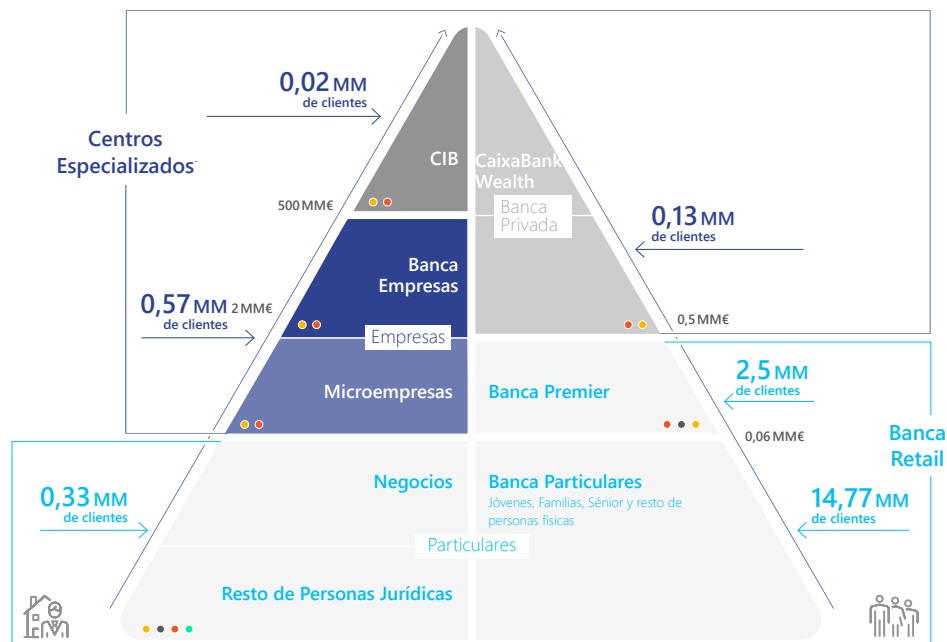 0,02 MM
de clientes
Centros
Especializados
CIB
CaixaBank
Wealth
500 MM€
Banca
Privada
0,13 MM
de clientes
Banca
Empresas
0,57 MM
de clientes
2 MM€
0,5 MM€
Empresas
Microempresas
Banca Premier
2,5 MM
de clientes
0,06 MM€
Banca
Retail
0,33 MM
de clientes
Negocios
Banca Particulares
Jóvenes, Familias, Sénior y resto de
personas físicas
14,77 MM
de clientes
Particulares
Resto de Personas Jurídicas